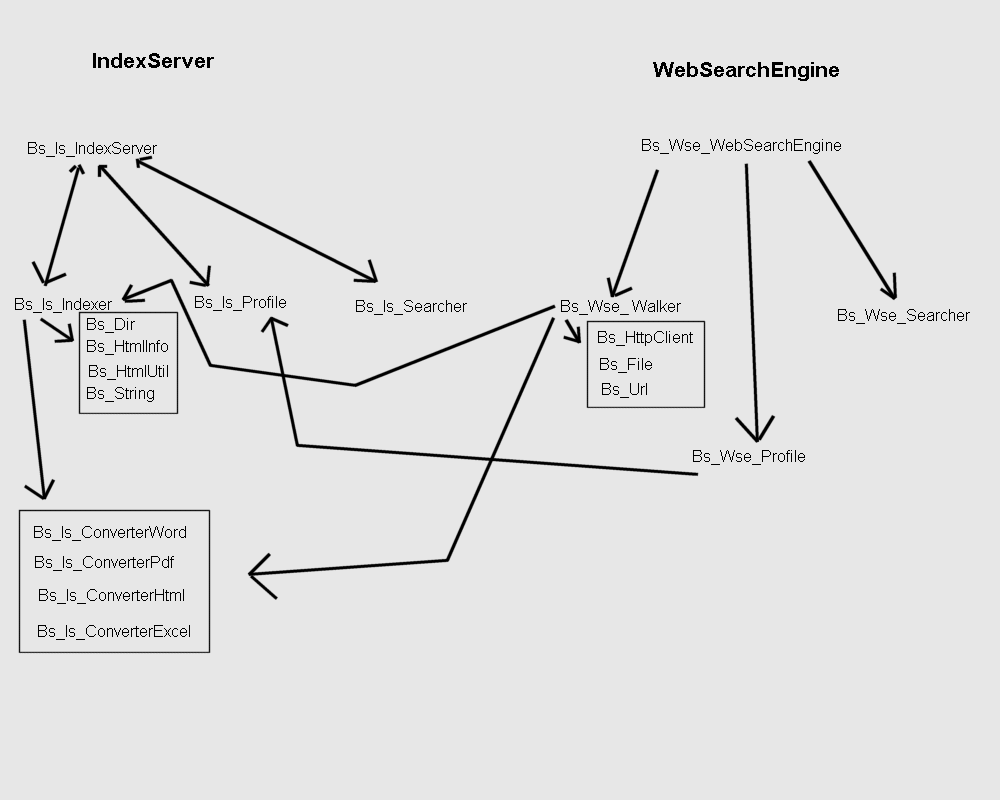 IndexServer
WebSearchEngine
Bs_Is_IndexServer
Bs_Wse_WebSearchEngine
Bs_Is_Indexer
Bs_Is_Profile
Bs_Is_Searcher
Bs_Wse_Walker
Bs_Wse_Searcher
Bs_Dir
Bs_HtmlInfo
Bs_HtmlUtil
Bs_String
Bs_HttpClient
Bs_File
Bs_Url
Bs_Wse_Profile
Bs_Is_ConverterWord
Bs_Is_ConverterPdf
Bs_Is_ConverterHtml
Bs_Is_ConverterExcel